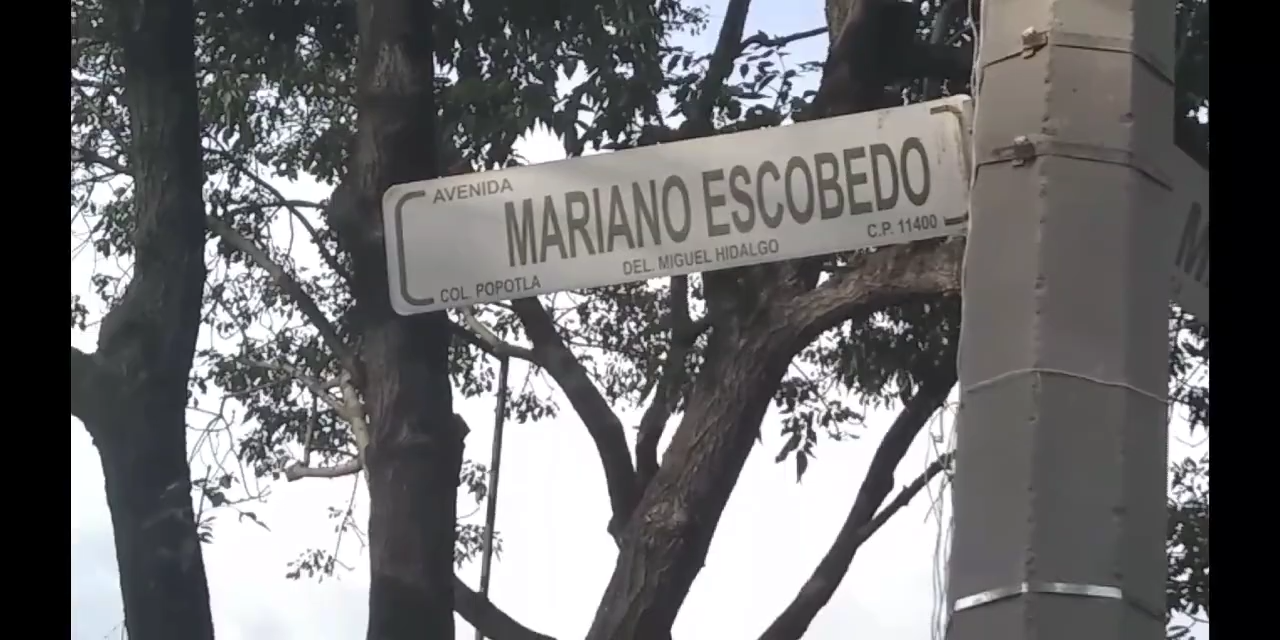 AVENIDA
MARIANO ESCOBEDO
COL. POPOTLA
DEL. MIGUEL HIDALGO
C.P. 11400